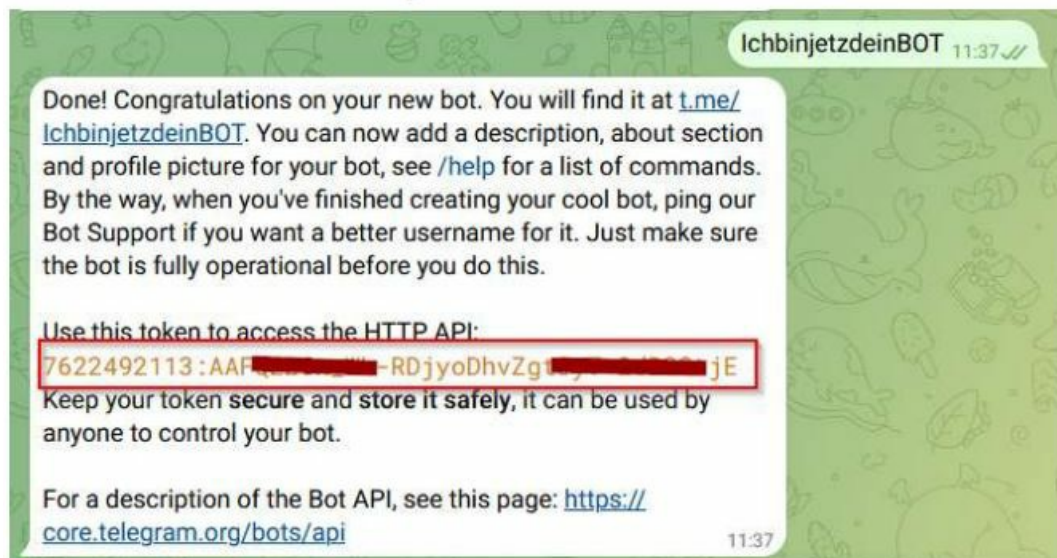 IchbinjetzdeinBOT 11:37
Done! Congratulations on your new bot. You will find it at t.me/
IchbinjetzdeinBOT. You can now add a description, about section
and profile picture for your bot, see /help for a list of commands.
By the way, when you've finished creating your cool bot, ping our
Bot Support if you want a better username for it. Just make sure
the bot is fully operational before you do this.
Use this token to access the HTTP API:
7622492113:AAF -RDjyoDhvZgt jE
Keep your token secure and store it safely, it can be used by
anyone to control your bot.
For a description of the Bot API, see this page: https://
core.telegram.org/bots/api 11:37